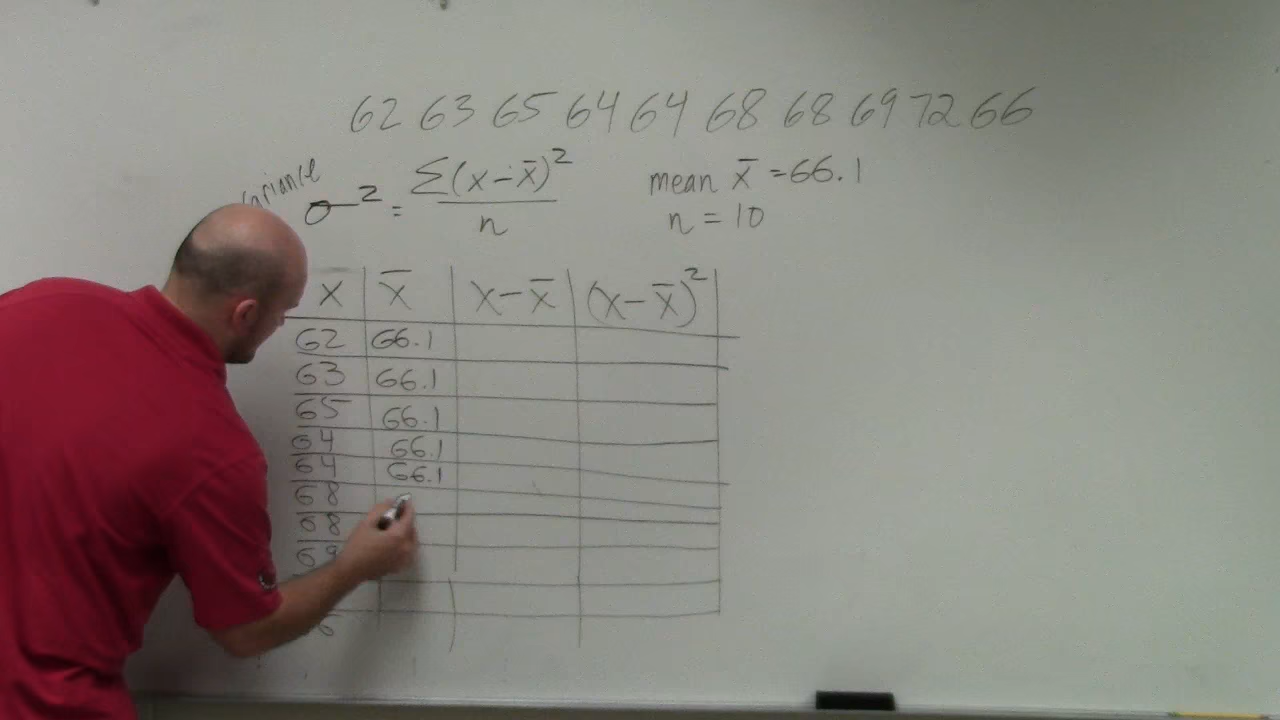 62 63 65 64 64 68 68 69 72 66
variance
σ² = Σ(x-x̄)² / n
mean x̄ = 66.1
n = 10
x x̄ x-x̄ (x-x̄)²
62 66.1
63 66.1
65 66.1
64 66.1
64 66.1
68
68
69